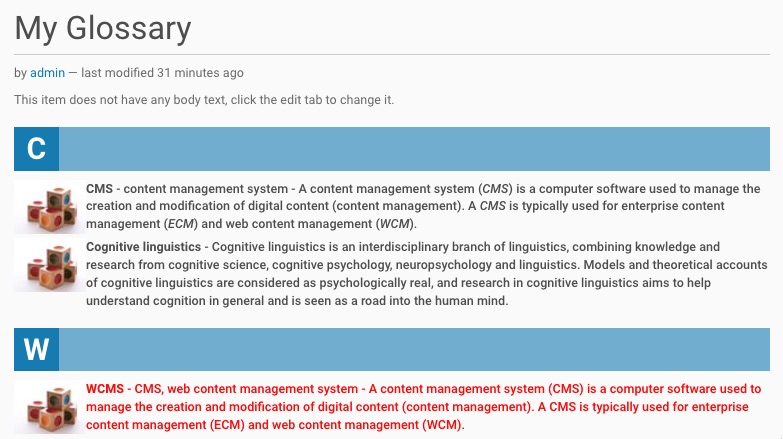 My Glossary
by admin — last modified 31 minutes ago
This item does not have any body text, click the edit tab to change it.
C
CMS - content management system - A content management system (CMS) is a computer software used to manage the
creation and modification of digital content (content management). A CMS is typically used for enterprise content
management (ECM) and web content management (WCM).
Cognitive linguistics - Cognitive linguistics is an interdisciplinary branch of linguistics, combining knowledge and
research from cognitive science, cognitive psychology, neuropsychology and linguistics. Models and theoretical accounts
of cognitive linguistics are considered as psychologically real, and research in cognitive linguistics aims to help
understand cognition in general and is seen as a road into the human mind.
W
WCMS - CMS, web content management system - A content management system (CMS) is a computer software used to
manage the creation and modification of digital content (content management). A CMS is typically used for enterprise
content management (ECM) and web content management (WCM).